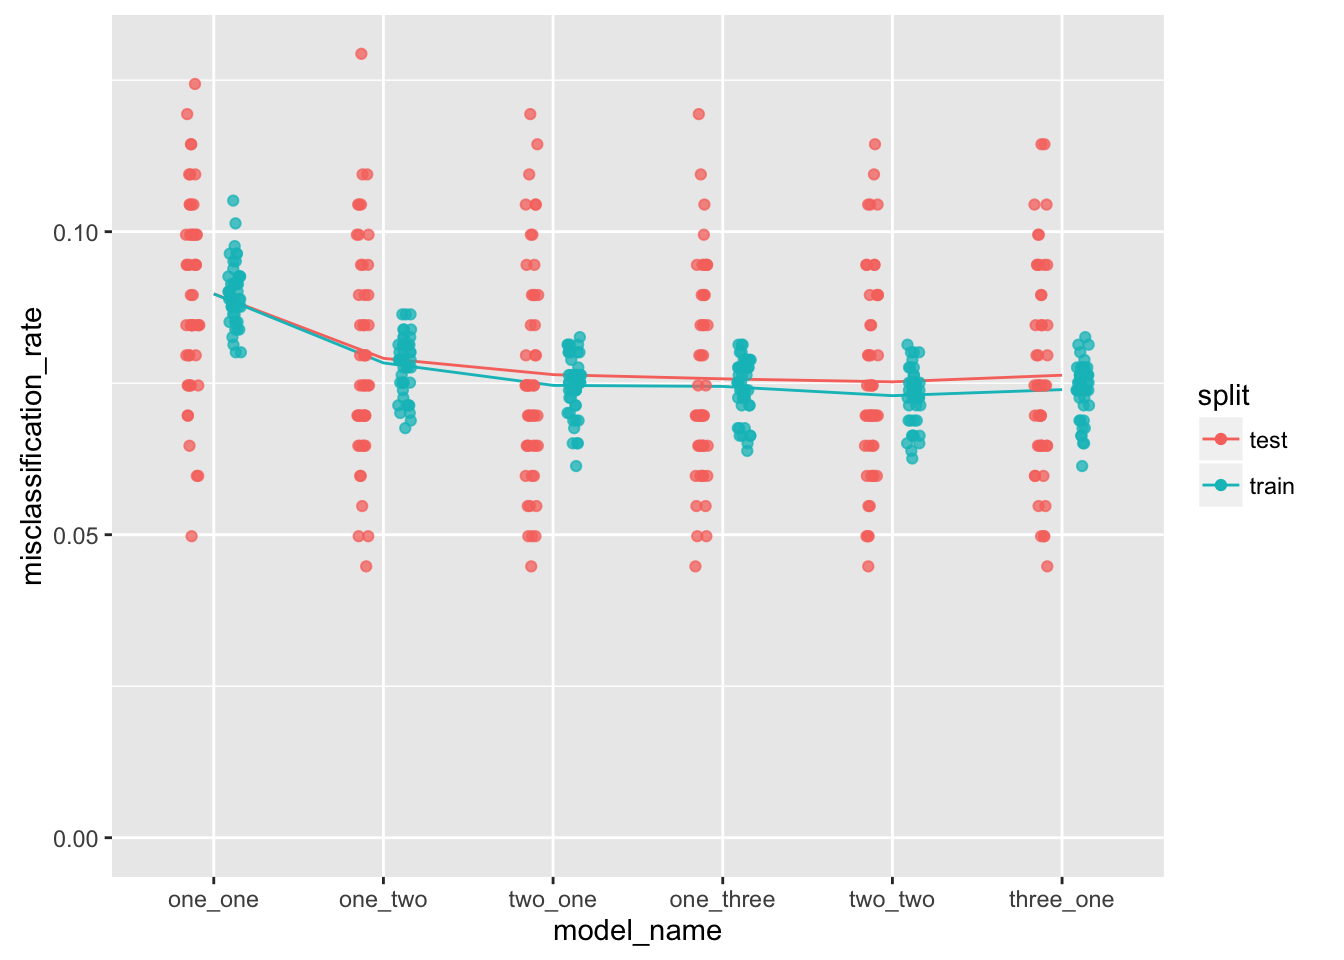 misclassification_rate
0.10
0.05
0.00
one_one
one_two
two_one
one_three
two_two
three_one
model_name
split
test
train